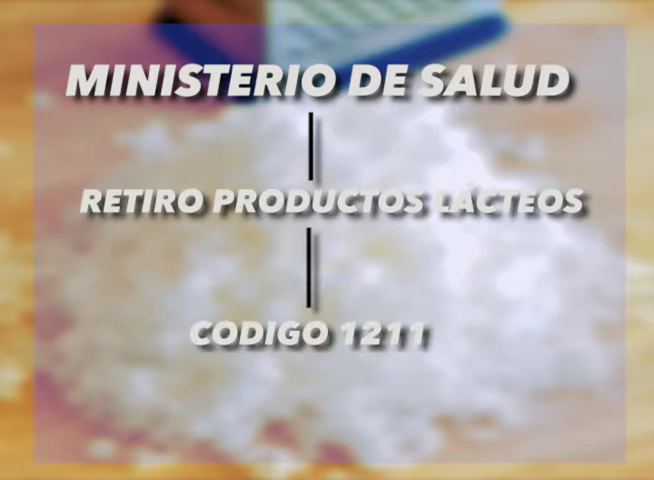 MINISTERIO DE SALUD
RETIRO PRODUCTOS LÁCTEOS
CODIGO 1211